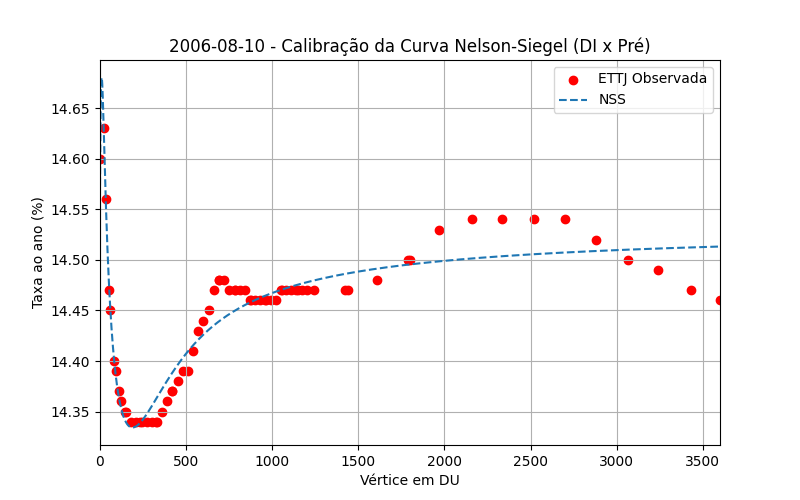 2006-08-10 - Calibração da Curva Nelson-Siegel (DI x Pré)
ETTJ Observada
NSS
Taxa ao ano (%)
14.65
14.60
14.55
14.50
14.45
14.40
14.35
0 500 1000 1500 2000 2500 3000 3500
Vértice em DU